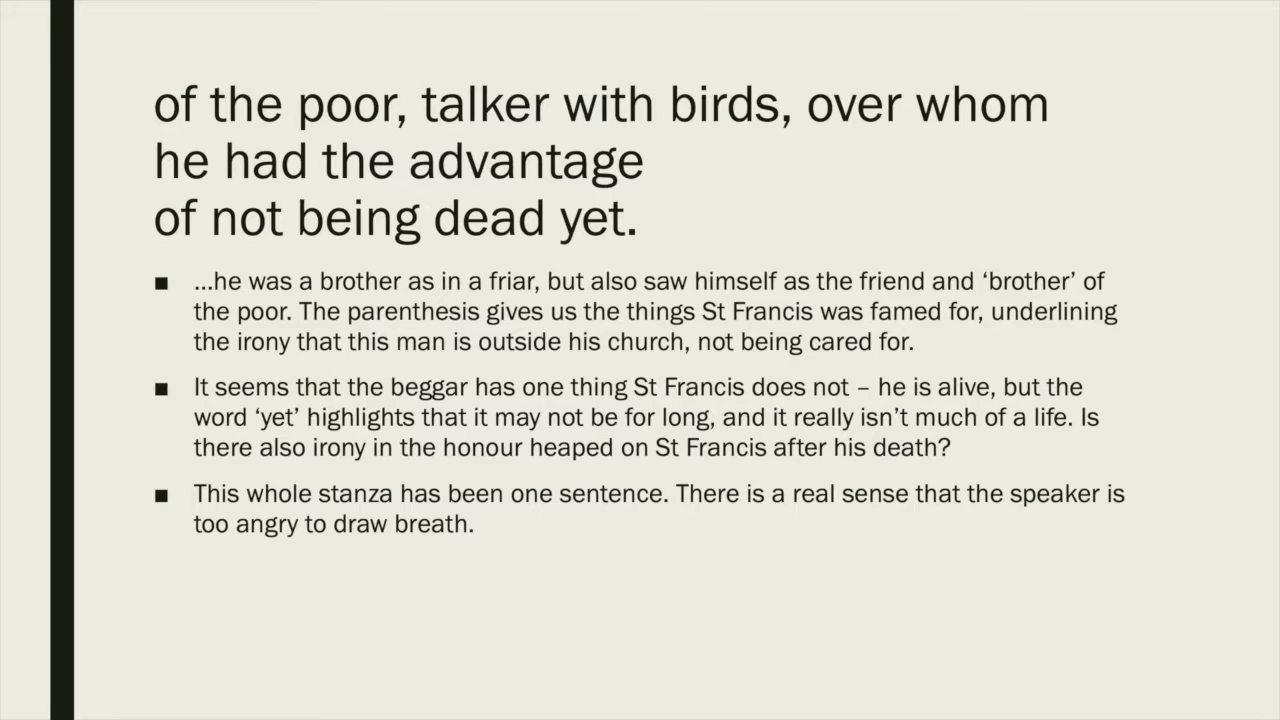 of the poor, talker with birds, over whom
he had the advantage
of not being dead yet.
■ …he was a brother as in a friar, but also saw himself as the friend and ‘brother’ of
the poor. The parenthesis gives us the things St Francis was famed for, underlining
the irony that this man is outside his church, not being cared for.
■ It seems that the beggar has one thing St Francis does not – he is alive, but the
word ‘yet’ highlights that it may not be for long, and it really isn’t much of a life. Is
there also irony in the honour heaped on St Francis after his death?
■ This whole stanza has been one sentence. There is a real sense that the speaker is
too angry to draw breath.